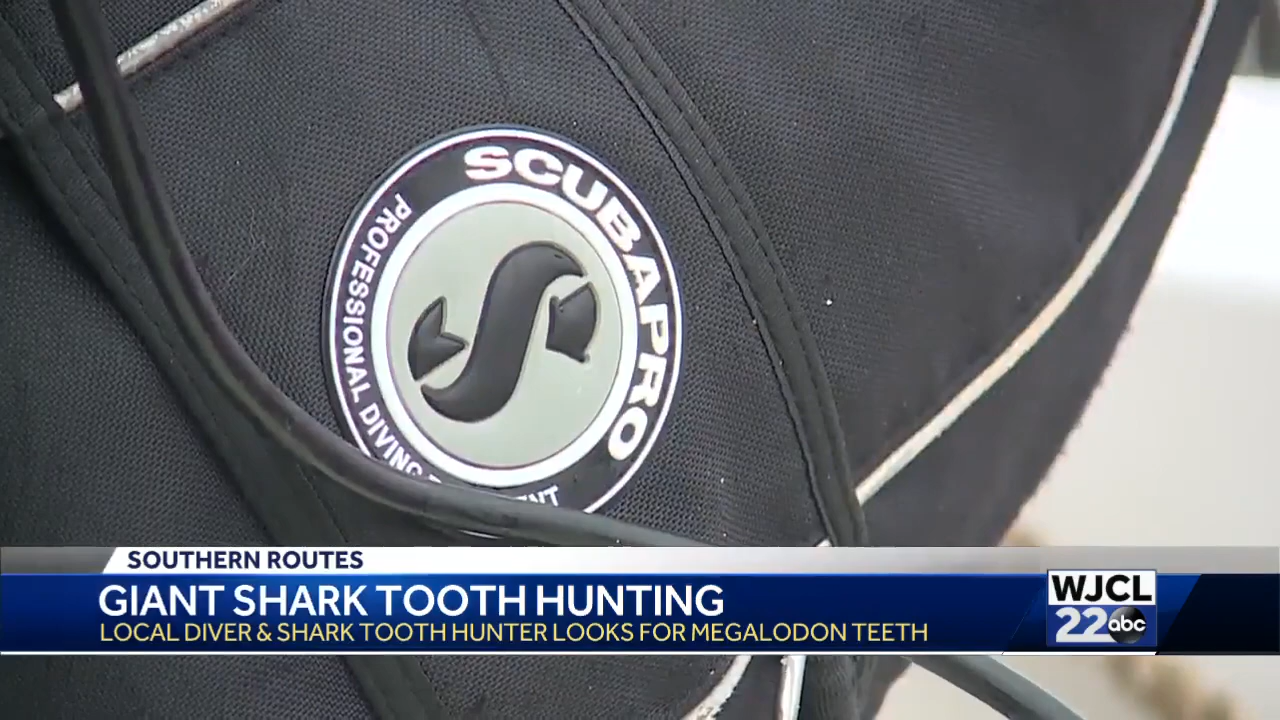 SCUBAPRO
PROFESSIONAL DIVING
SOUTHERN ROUTES
GIANT SHARK TOOTH HUNTING
LOCAL DIVER & SHARK TOOTH HUNTER LOOKS FOR MEGALODON TEETH
WJCL
22 abc